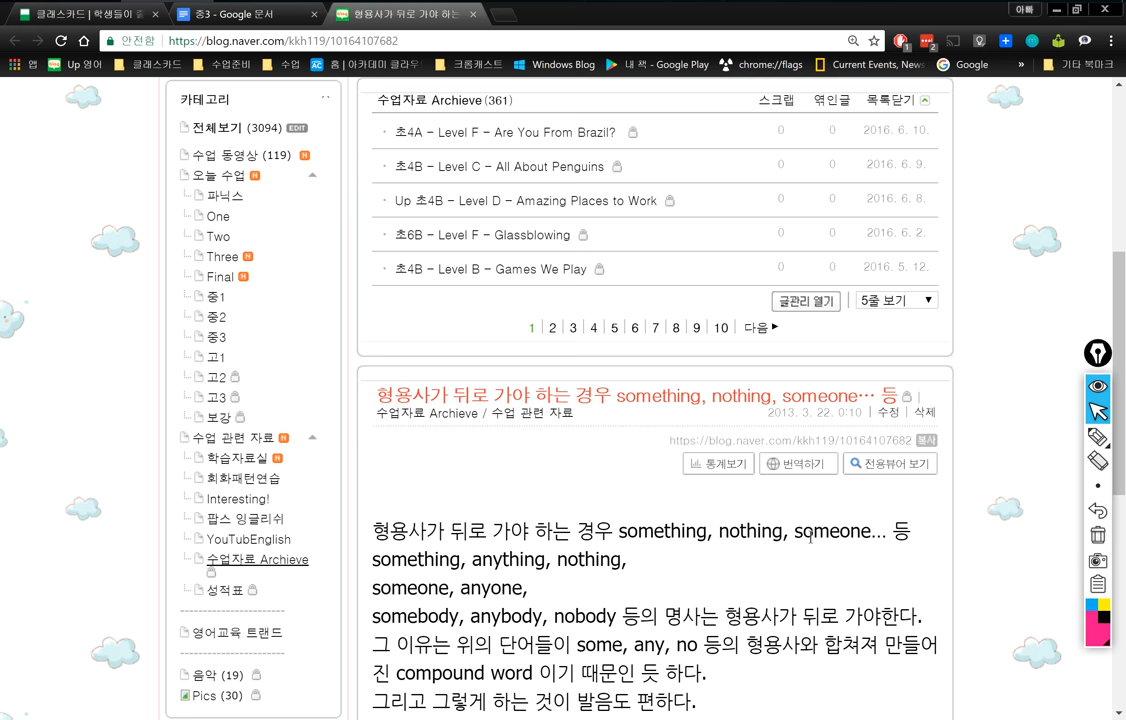 클래스카드 | 학생들이 좋
중3 - Google 문서
형용사가 뒤로 가야 하는
아빠
안전함
https://blog.naver.com/kkh119/10164107682
1
2
앱
Up 영어
클래스카드
수업준비
수업
홈 | 아카데미 클라우
크롬캐스트
Windows Blog
내 책 - Google Play
chrome://flags
Current Events, New
Google
»
기타 북마크
카테고리
전체보기 (3094) EDIT
수업 동영상 (119) N
오늘 수업 N
파닉스
One
Two
Three N
Final N
중1
중2
중3
고1
고2
고3
보강
수업 관련 자료 N
학습자료실 N
회화패턴연습
Interesting!
팝스 잉글리쉬
YouTubEnglish
수업자료 Archieve
성적표
영어교육 트랜드
음악 (19)
Pics (30)
수업자료 Archieve (361) 스크랩 엮인글 목록닫기
초4A – Level F – Are You From Brazil? 0 0 2016. 6. 10.
초4B – Level C – All About Penguins 0 0 2016. 6. 9.
Up 초4B – Level D – Amazing Places to Work 0 0 2016. 6. 8.
초6B – Level F – Glassblowing 0 0 2016. 6. 2.
초4B – Level B – Games We Play 0 0 2016. 5. 12.
글관리 열기 | 5줄 보기
1 | 2 | 3 | 4 | 5 | 6 | 7 | 8 | 9 | 10 | 다음
형용사가 뒤로 가야 하는 경우 something, nothing, someone… 등 |
수업자료 Archieve / 수업 관련 자료
2013. 3. 22. 0:10 | 수정 | 삭제
https://blog.naver.com/kkh119/10164107682 복사
통계보기
번역하기
전용뷰어 보기
형용사가 뒤로 가야 하는 경우 something, nothing, someone… 등
something, anything, nothing,
someone, anyone,
somebody, anybody, nobody 등의 명사는 형용사가 뒤로 가야한다.
그 이유는 위의 단어들이 some, any, no 등의 형용사와 합쳐져 만들어
진 compound word 이기 때문인 듯 하다.
그리고 그렇게 하는 것이 발음도 편하다.